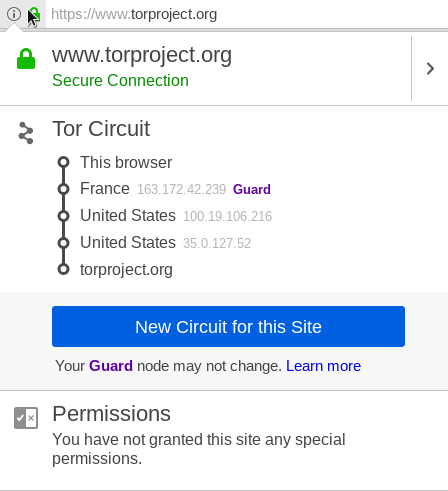 https://www.torproject.org
www.torproject.org
Secure Connection
Tor Circuit
This browser
France 163.172.42.239 Guard
United States 100.19.106.216
United States 35.0.127.52
torproject.org
New Circuit for this Site
Your Guard node may not change. Learn more
Permissions
You have not granted this site any special
permissions.